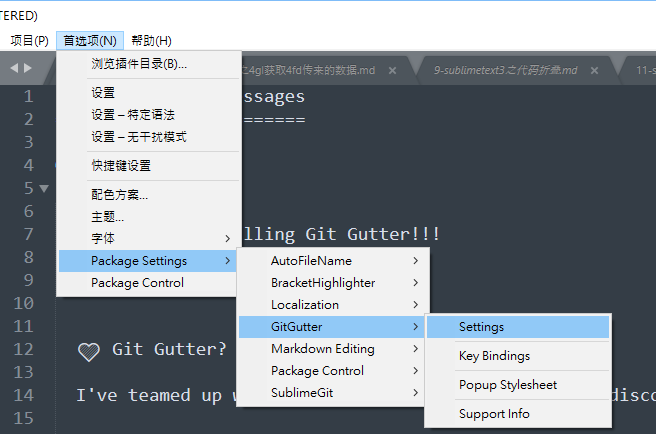 TERED)
项目(P) 首选项(N) 帮助(H)
浏览插件目录(B)...
设置
设置 – 特定语法
设置 – 无干扰模式
快捷键设置
配色方案...
主题...
字体
Package Settings
Package Control
AutoFileName
BracketHighlighter
Localization
GitGutter
Markdown Editing
Package Control
SublimeGit
Settings
Key Bindings
Popup Stylesheet
Support Info
4gl获取4fd传来的数据.md × 9-sublimetext3之代码折叠.md × 11-s
1 ssages
2 ======
3
4
5
6
7 lling Git Gutter!!!
8
9
10
11
12 Git Gutter?
13
14 I've teamed up w disco
15